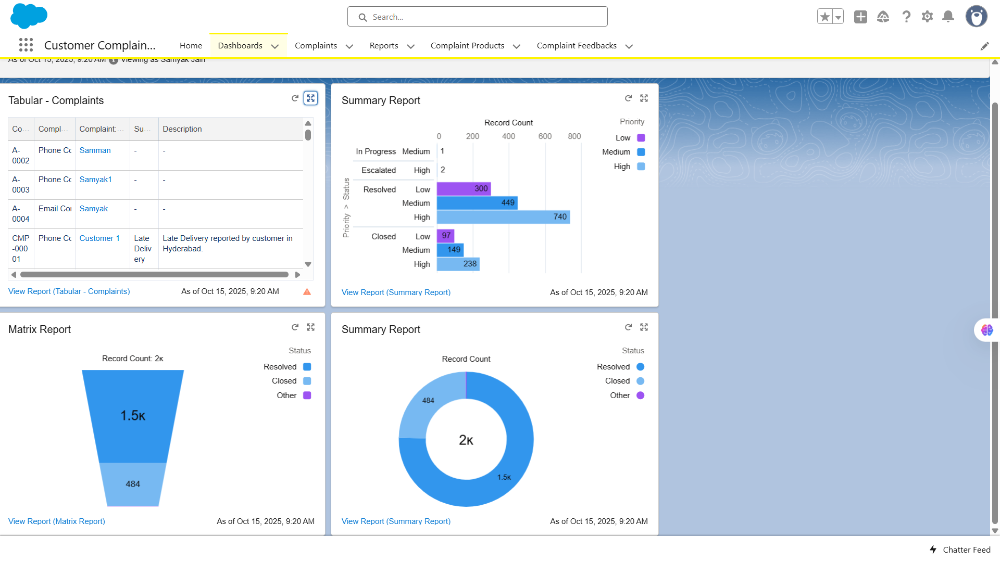 Search...
Customer Complain...
Home
Dashboards
Complaints
Reports
Complaint Products
Complaint Feedbacks
As of Oct 15, 2025, 9:20 AM·Viewing as Samyak Jain
Tabular - Complaints
Co... Compl... Complaint:... Su... Description
A-0002 Phone Cc Samman - -
A-0003 Phone Cc Samyak1 - -
A-0004 Email Cor Samyak - -
CMP-00001 Phone Cc Customer 1 Late Delivery Late Delivery reported by customer in Hyderabad.
View Report (Tabular - Complaints)
As of Oct 15, 2025, 9:20 AM
Summary Report
Record Count
0 200 400 600 800
Priority > Status
In Progress Medium 1
Escalated High 2
Resolved Low 300
Medium 449
High 740
Closed Low 97
Medium 149
High 238
Priority
Low
Medium
High
View Report (Summary Report)
As of Oct 15, 2025, 9:20 AM
Matrix Report
Record Count: 2ĸ
1.5ĸ
484
Status
Resolved
Closed
Other
View Report (Matrix Report)
As of Oct 15, 2025, 9:20 AM
Summary Report
Record Count
484
2ĸ
1.5ĸ
Status
Resolved
Closed
Other
View Report (Summary Report)
As of Oct 15, 2025, 9:20 AM
Chatter Feed